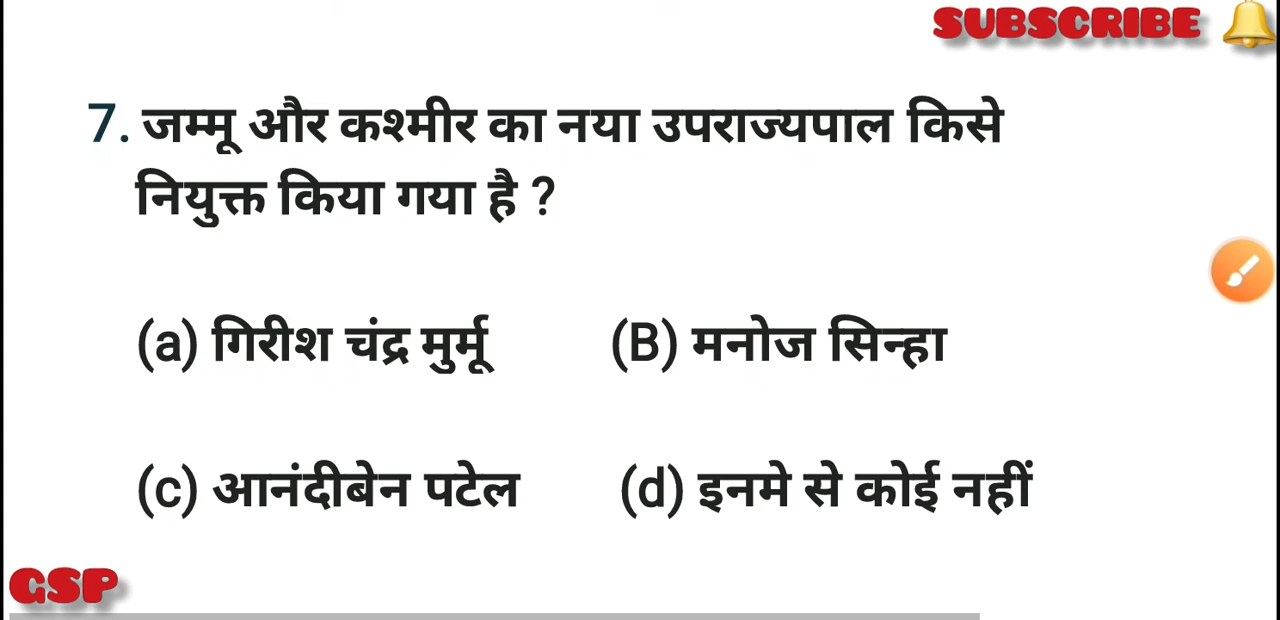 SUBSCRIBE
7. जम्मू और कश्मीर का नया उपराज्यपाल किसे
नियुक्त किया गया है ?
(a) गिरीश चंद्र मुर्मू (B) मनोज सिन्हा
(c) आनंदीबेन पटेल (d) इनमे से कोई नहीं
GSP